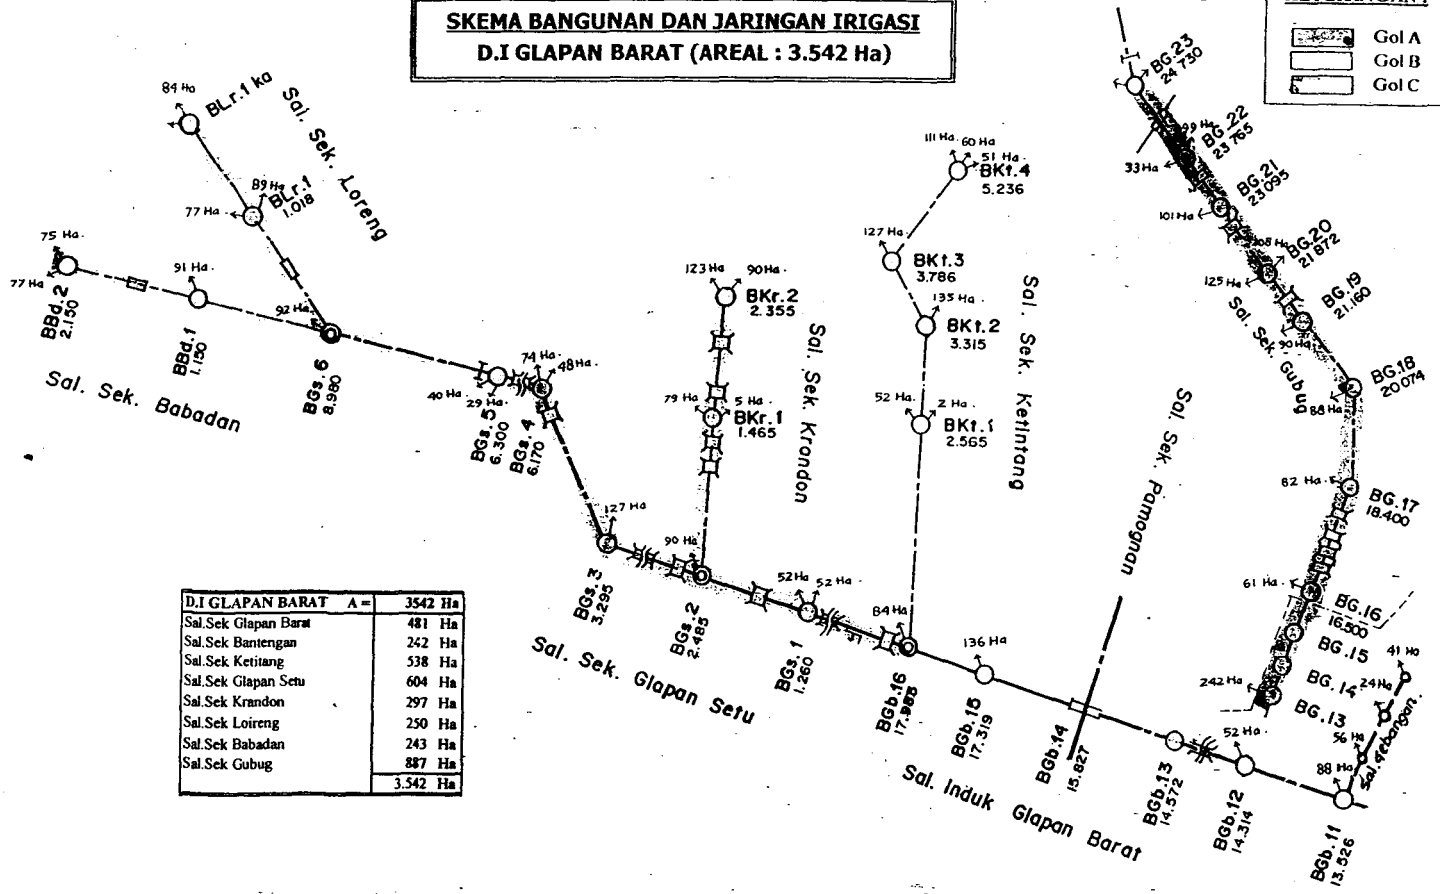 SKEMA BANGUNAN DAN JARINGAN IRIGASI
D.I GLAPAN BARAT (AREAL : 3.542 Ha)
Gol A
Gol B
Gol C
84 Ha
BLr.1 ka
Sal. Sek. Loreng
89 Ha
BLr.1
1.018
77 Ha
75 Ha
77 Ha
BBd.2
2.150
91 Ha
BBd.1
1.150
Sal. Sek. Babadan
92 Ha
BGs.6
8.980
40 Ha
29 Ha
BGs.5
6.300
74 Ha
48 Ha
BGs.4
6.170
127 Ha
BGs.3
3.295
123 Ha
90 Ha
BKr.2
2.355
79 Ha
5 Ha
BKr.1
1.465
Sal. Sek. Krandon
90 Ha
BGs.2
2.485
52 Ha
52 Ha
BGs.1
1.260
Sal. Sek. Glapan Setu
111 Ha
60 Ha
51 Ha
BKt.4
5.236
127 Ha
BKt.3
3.786
135 Ha
BKt.2
3.315
52 Ha
2 Ha
BKt.1
2.565
Sal. Sek. Ketintang
84 Ha
BGb.16
136 Ha
BGb.15
17.319
Sal. Sek. Pamognan
BGb.14
15.827
BGb.13
14.572
52 Ha
BGb.12
14.314
88 Ha
BGb.11
13.526
Sal. Induk Glapan Barat
56 Ha
24 Ha
41 Ha
BG.23
24 730
99 Ha
BG.22
23 765
33 Ha
BG.21
23 095
101 Ha
BG.20
21 872
125 Ha
BG.19
21.160
90 Ha
Sal. Sek. Gubug
BG.18
20.074
88 Ha
82 Ha
BG.17
18.400
61 Ha
BG.16
16.500
BG.15
BG.14
242 Ha
BG.13
D.I GLAPAN BARAT A = 3542 Ha
Sal.Sek Glapan Barat 481 Ha
Sal.Sek Bantengan 242 Ha
Sal.Sek Ketitang 538 Ha
Sal.Sek Glapan Setu 604 Ha
Sal.Sek Krandon 297 Ha
Sal.Sek Loireng 250 Ha
Sal.Sek Babadan 243 Ha
Sal.Sek Gubug 887 Ha
3.542 Ha